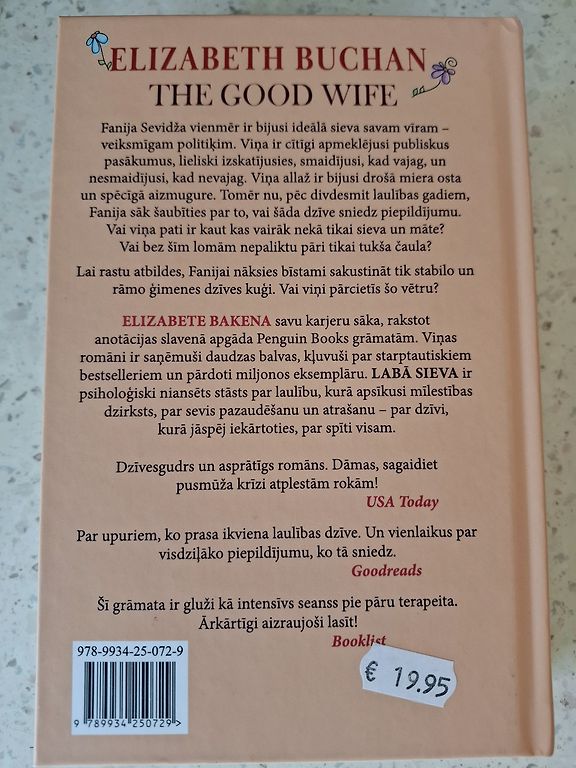 ELIZABETH BUCHAN
THE GOOD WIFE
Fanija Sevidža vienmēr ir bijusi ideālā sieva savam vīram –
veiksmīgam politiķim. Viņa ir cītīgi apmeklējusi publiskus
pasākumus, lieliski izskatījusies, smaidījusi, kad vajag, un
nesmaidījusi, kad nevajag. Viņa allaž ir bijusi drošā miera osta
un spēcīgā aizmugure. Tomēr nu, pēc divdesmit laulības gadiem,
Fanija sāk šaubīties par to, vai šāda dzīve sniedz piepildījumu.
Vai viņa pati ir kaut kas vairāk nekā tikai sieva un māte?
Vai bez šīm lomām nepaliktu pāri tikai tukša čaula?
Lai rastu atbildes, Fanijai nāksies bīstami sakustināt tik stabilo un
rāmo ģimenes dzīves kuģi. Vai viņi pārcietīs šo vētru?
ELIZABETE BAKENA savu karjeru sāka, rakstot
anotācijas slavenā apgāda Penguin Books grāmatām. Viņas
romāni ir saņēmuši daudzas balvas, kļuvuši par starptautiskiem
bestselleriem un pārdoti miljonos eksemplāru. LABĀ SIEVA ir
psiholoģiski niansēts stāsts par laulību, kurā apsīkusi mīlestības
dzirksts, par sevis pazaudēšanu un atrašanu – par dzīvi,
kurā jāspēj iekārtoties, par spīti visam.
Dzīvesgudrs un asprātīgs romāns. Dāmas, sagaidiet
pusmūža krīzi atplestām rokām!
USA Today
Par upuriem, ko prasa ikviena laulības dzīve. Un vienlaikus par
visdziļāko piepildījumu, ko tā sniedz.
Goodreads
Šī grāmata ir gluži kā intensīvs seanss pie pāru terapeita.
Ārkārtīgi aizraujoši lasīt!
Booklist
978-9934-25-072-9
€ 19.95
9 789934 250729 >